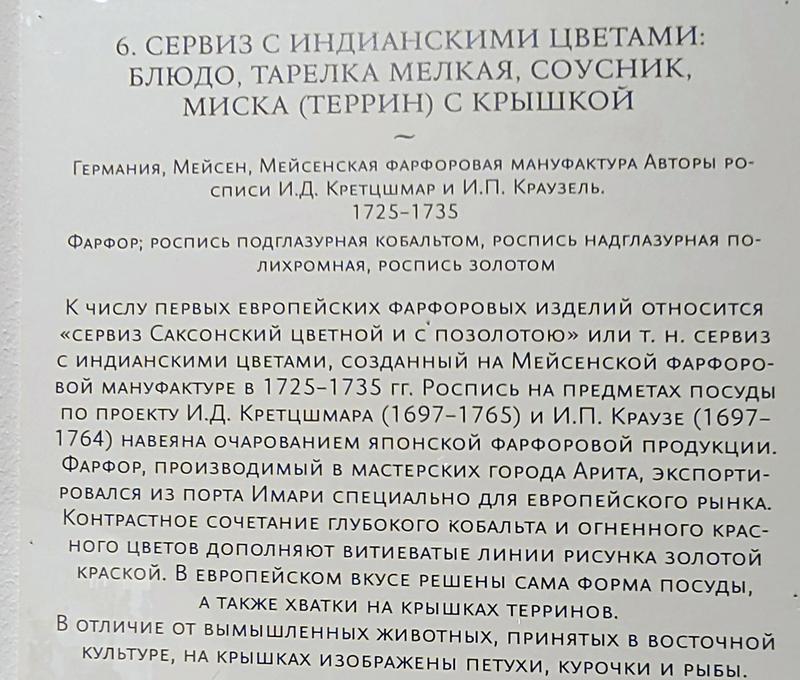 6. СЕРВИЗ С ИНДИАНСКИМИ ЦВЕТАМИ:
БЛЮДО, ТАРЕЛКА МЕЛКАЯ, СОУСНИК,
МИСКА (ТЕРРИН) С КРЫШКОЙ
~
Германия, Мейсен, Мейсенская фарфоровая мануфактура Авторы ро-
списи И.Д. Кретцшмар и И.П. Краузель.
1725–1735
Фарфор; роспись подглазурная кобальтом, роспись надглазурная по-
лихромная, роспись золотом
К числу первых европейских фарфоровых изделий относится
«сервиз Саксонский цветной и с позолотою» или т. н. сервиз
с индианскими цветами, созданный на Мейсенской фарфоро-
вой мануфактуре в 1725–1735 гг. Роспись на предметах посуды
по проекту И.Д. Кретцшмара (1697–1765) и И.П. Краузе (1697–
1764) навеяна очарованием японской фарфоровой продукции.
Фарфор, производимый в мастерских города Арита, экспорти-
ровался из порта Имари специально для европейского рынка.
Контрастное сочетание глубокого кобальта и огненного крас-
ного цветов дополняют витиеватые линии рисунка золотой
краской. В европейском вкусе решены сама форма посуды,
а также хватки на крышках терринов.
В отличие от вымышленных животных, принятых в восточной
культуре, на крышках изображены петухи, курочки и рыбы.